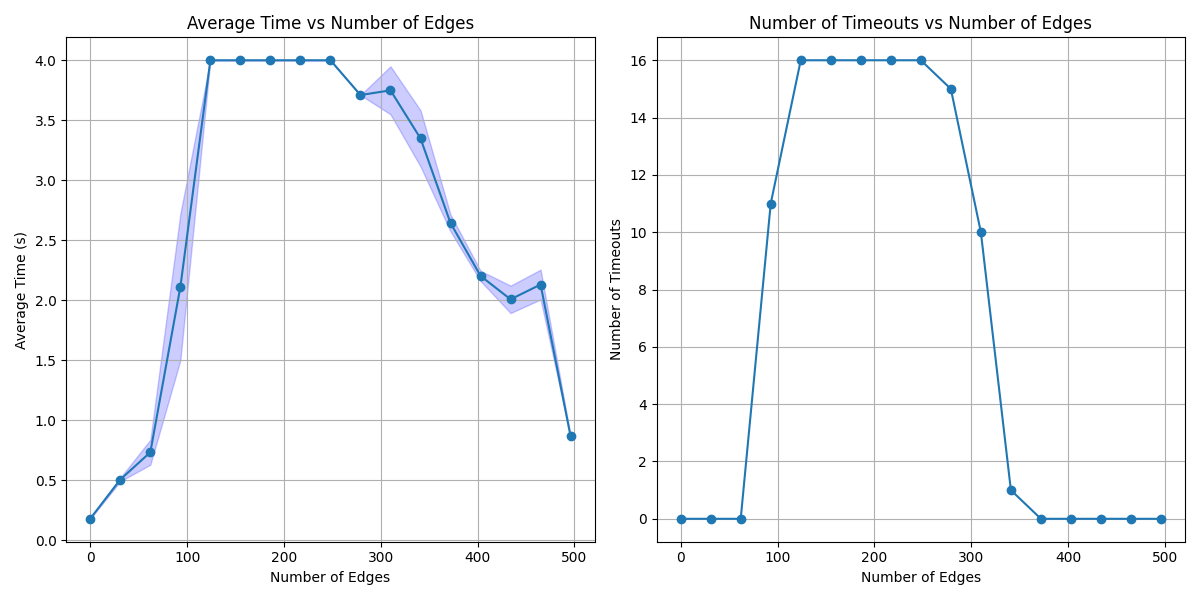 Average Time vs Number of Edges
4.0
3.5
3.0
2.5
2.0
1.5
1.0
0.5
0.0
Average Time (s)
0 100 200 300 400 500
Number of Edges
Number of Timeouts vs Number of Edges
16
14
12
10
8
6
4
2
0
Number of Timeouts
0 100 200 300 400 500
Number of Edges